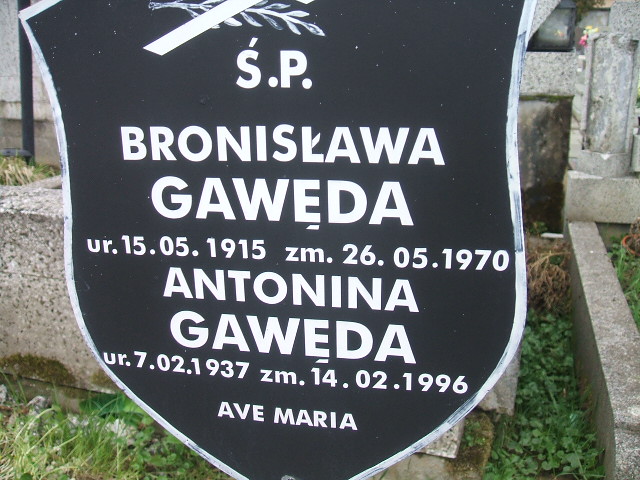 Ś.P.
BRONISŁAWA
GAWĘDA
ur. 15.05. 1915 zm. 26.05.1970
ANTONINA
GAWĘDA
ur. 7.02.1937 zm. 14.02.1996
AVE MARIA